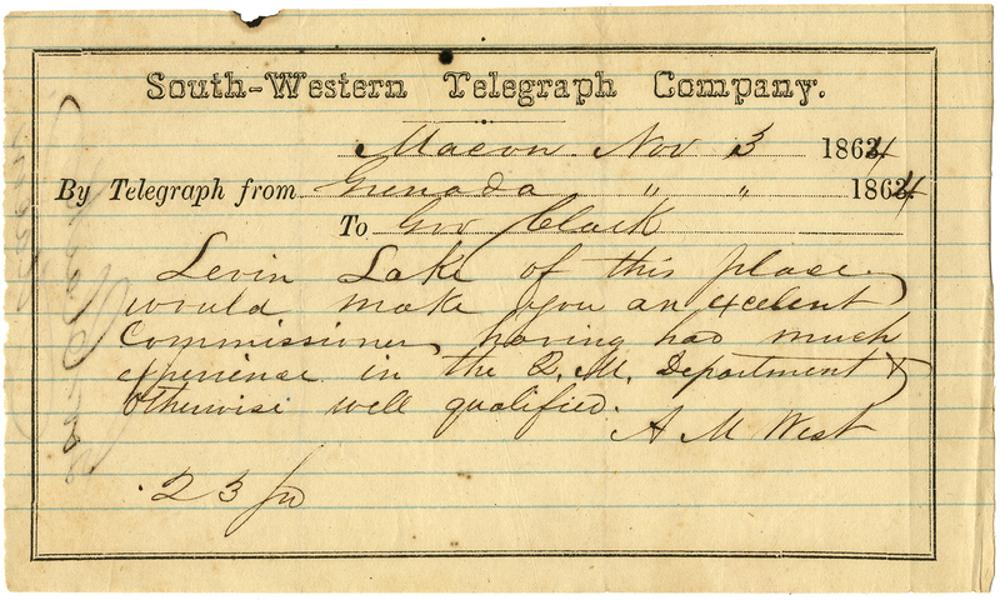 South-Western Telegraph Company.
Macon. Nov 3 1864
By Telegraph from Grenada " " 1864
To Gov Clark
Levin Lake of this place
would make you an excelent
Commissioner, having had much
experience in the Q. M. Department &
otherwise well qualified.
A M West
23